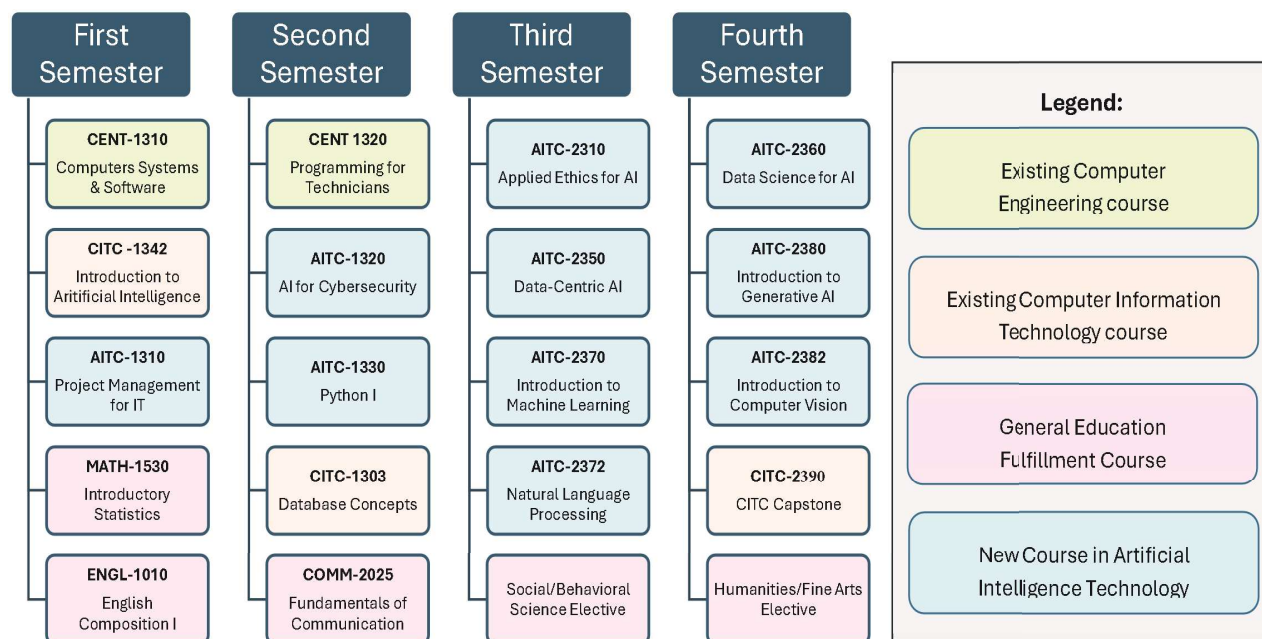 First
Semester
CENT-1310
Computers Systems
& Software
CITC -1342
Introduction to
Aritificial Intelligence
AITC-1310
Project Management
for IT
MATH-1530
Introductory
Statistics
ENGL-1010
English
Composition I
Second
Semester
CENT 1320
Programming for
Technicians
AITC-1320
AI for Cybersecurity
AITC-1330
Python I
CITC-1303
Database Concepts
COMM-2025
Fundamentals of
Communication
Third
Semester
AITC-2310
Applied Ethics for AI
AITC-2350
Data-Centric AI
AITC-2370
Introduction to
Machine Learning
AITC-2372
Natural Language
Processing
Social/Behavioral
Science Elective
Fourth
Semester
AITC-2360
Data Science for AI
AITC-2380
Introduction to
Generative AI
AITC-2382
Introduction to
Computer Vision
CITC-2390
CITC Capstone
Humanities/Fine Arts
Elective
Legend:
Existing Computer
Engineering course
Existing Computer Information
Technology course
General Education
Fulfillment Course
New Course in Artificial
Intelligence Technology